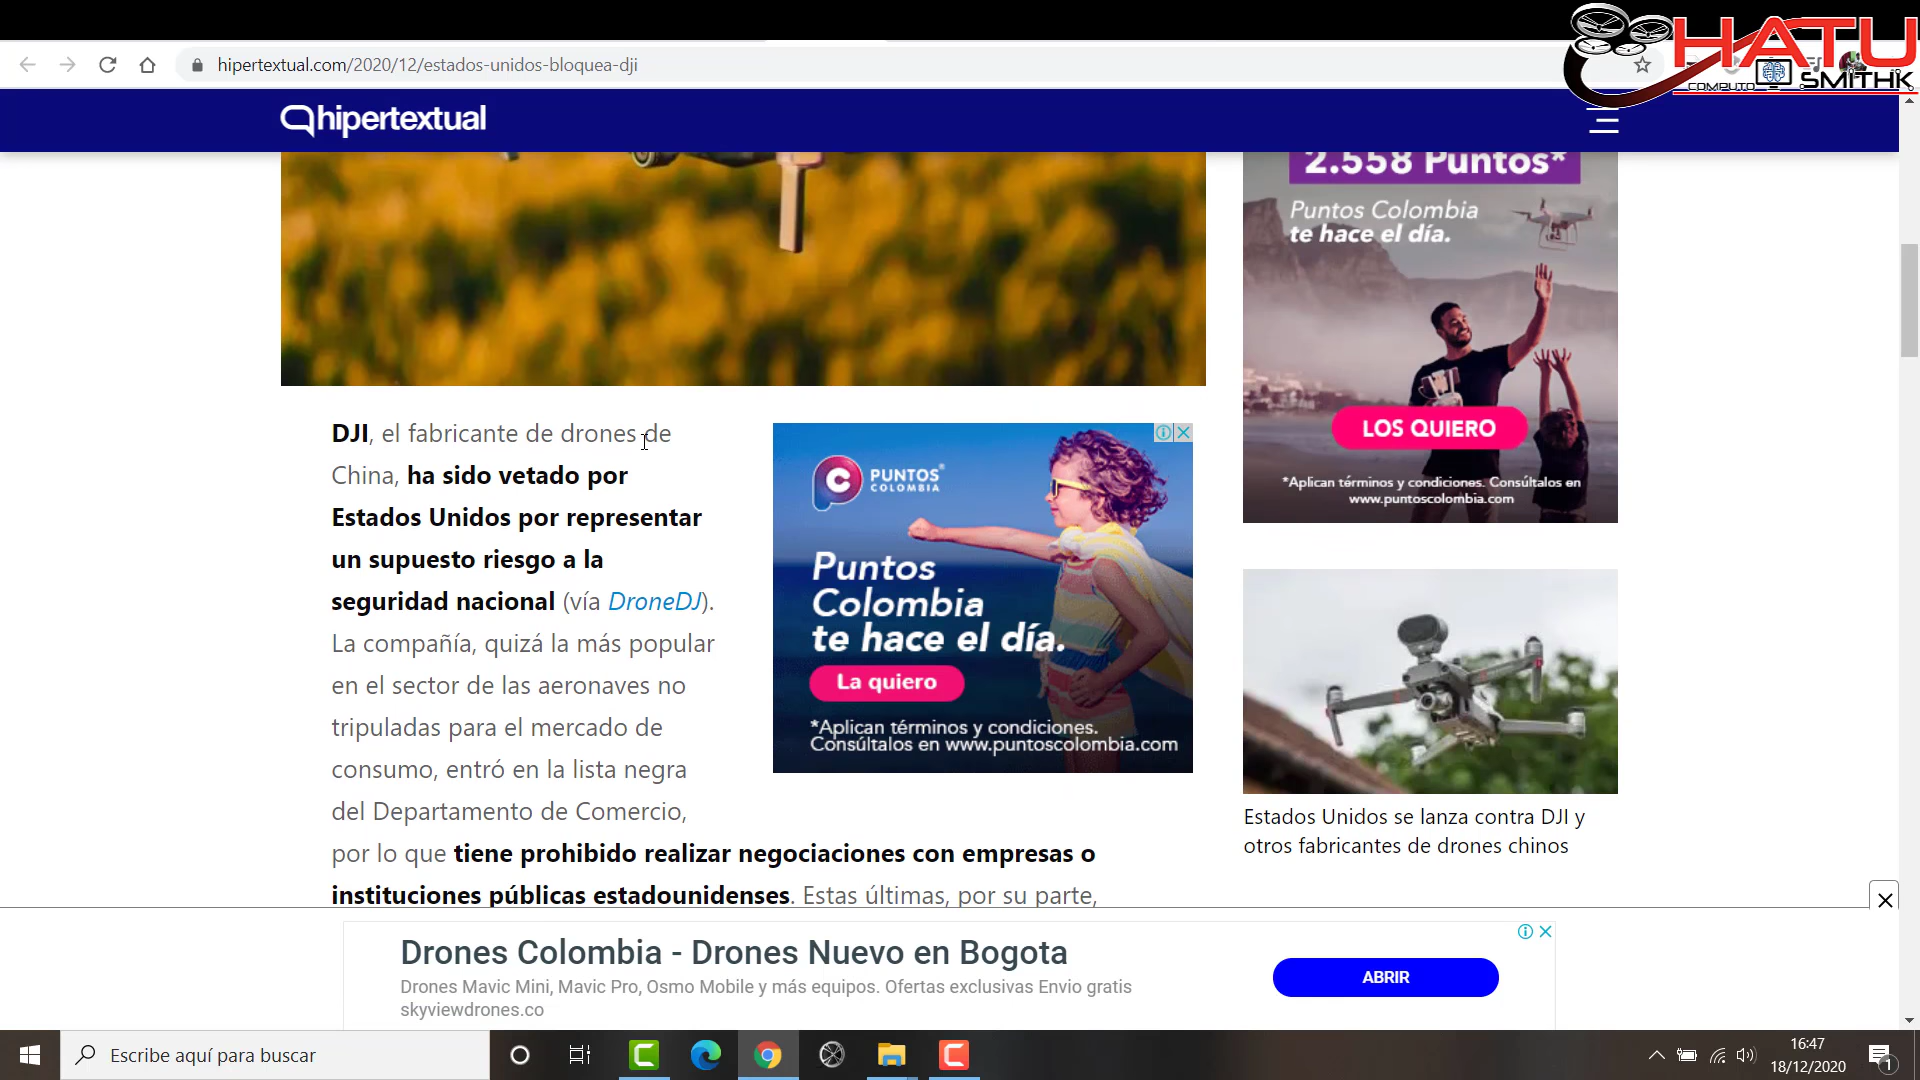 HATU
COMPUTO SMITHK
hipertextual.com/2020/12/estados-unidos-bloquea-dji
hipertextual
2.558 Puntos*
Puntos Colombia
te hace el día.
LOS QUIERO
*Aplican términos y condiciones. Consúltalos en
www.puntoscolombia.com
DJI, el fabricante de drones de
China, ha sido vetado por
Estados Unidos por representar
un supuesto riesgo a la
seguridad nacional (vía DroneDJ).
La compañía, quizá la más popular
en el sector de las aeronaves no
tripuladas para el mercado de
consumo, entró en la lista negra
del Departamento de Comercio,
por lo que tiene prohibido realizar negociaciones con empresas o
instituciones públicas estadounidenses. Estas últimas, por su parte,
PUNTOS
COLOMBIA
Puntos
Colombia
te hace el día.
La quiero
*Aplican términos y condiciones.
Consúltalos en www.puntoscolombia.com
Estados Unidos se lanza contra DJI y
otros fabricantes de drones chinos
Drones Colombia - Drones Nuevo en Bogota
Drones Mavic Mini, Mavic Pro, Osmo Mobile y más equipos. Ofertas exclusivas Envio gratis
skyviewdrones.co
ABRIR
Escribe aquí para buscar
16:47
18/12/2020
1